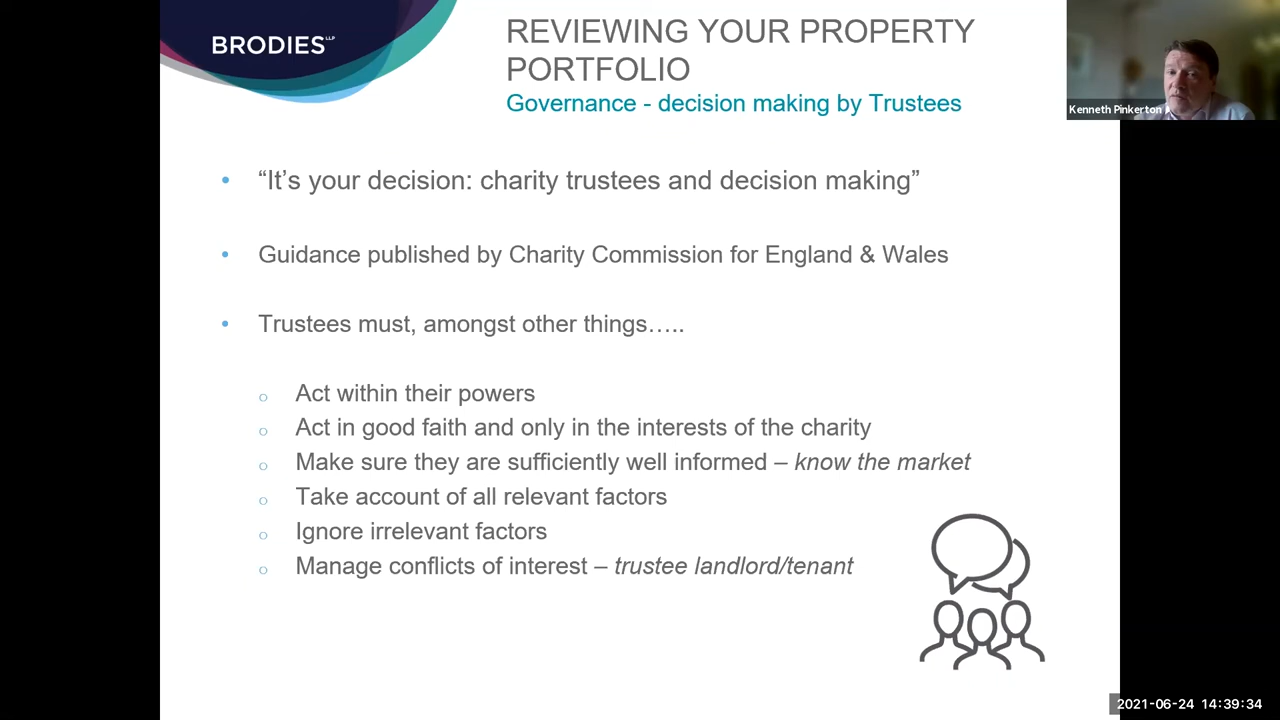 BRODIES LLP
REVIEWING YOUR PROPERTY
PORTFOLIO
Governance - decision making by Trustees
Kenneth Pinkerton
• “It’s your decision: charity trustees and decision making”
• Guidance published by Charity Commission for England & Wales
• Trustees must, amongst other things…..
o Act within their powers
o Act in good faith and only in the interests of the charity
o Make sure they are sufficiently well informed – know the market
o Take account of all relevant factors
o Ignore irrelevant factors
o Manage conflicts of interest – trustee landlord/tenant
2021-06-24 14:39:34